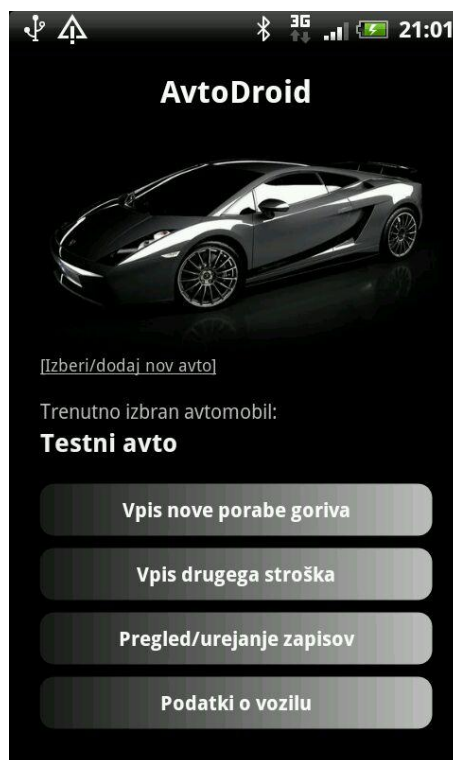 3G
21:01
AvtoDroid
[Izberi/dodaj nov avto]
Trenutno izbran avtomobil:
Testni avto
Vpis nove porabe goriva
Vpis drugega stroška
Pregled/urejanje zapisov
Podatki o vozilu